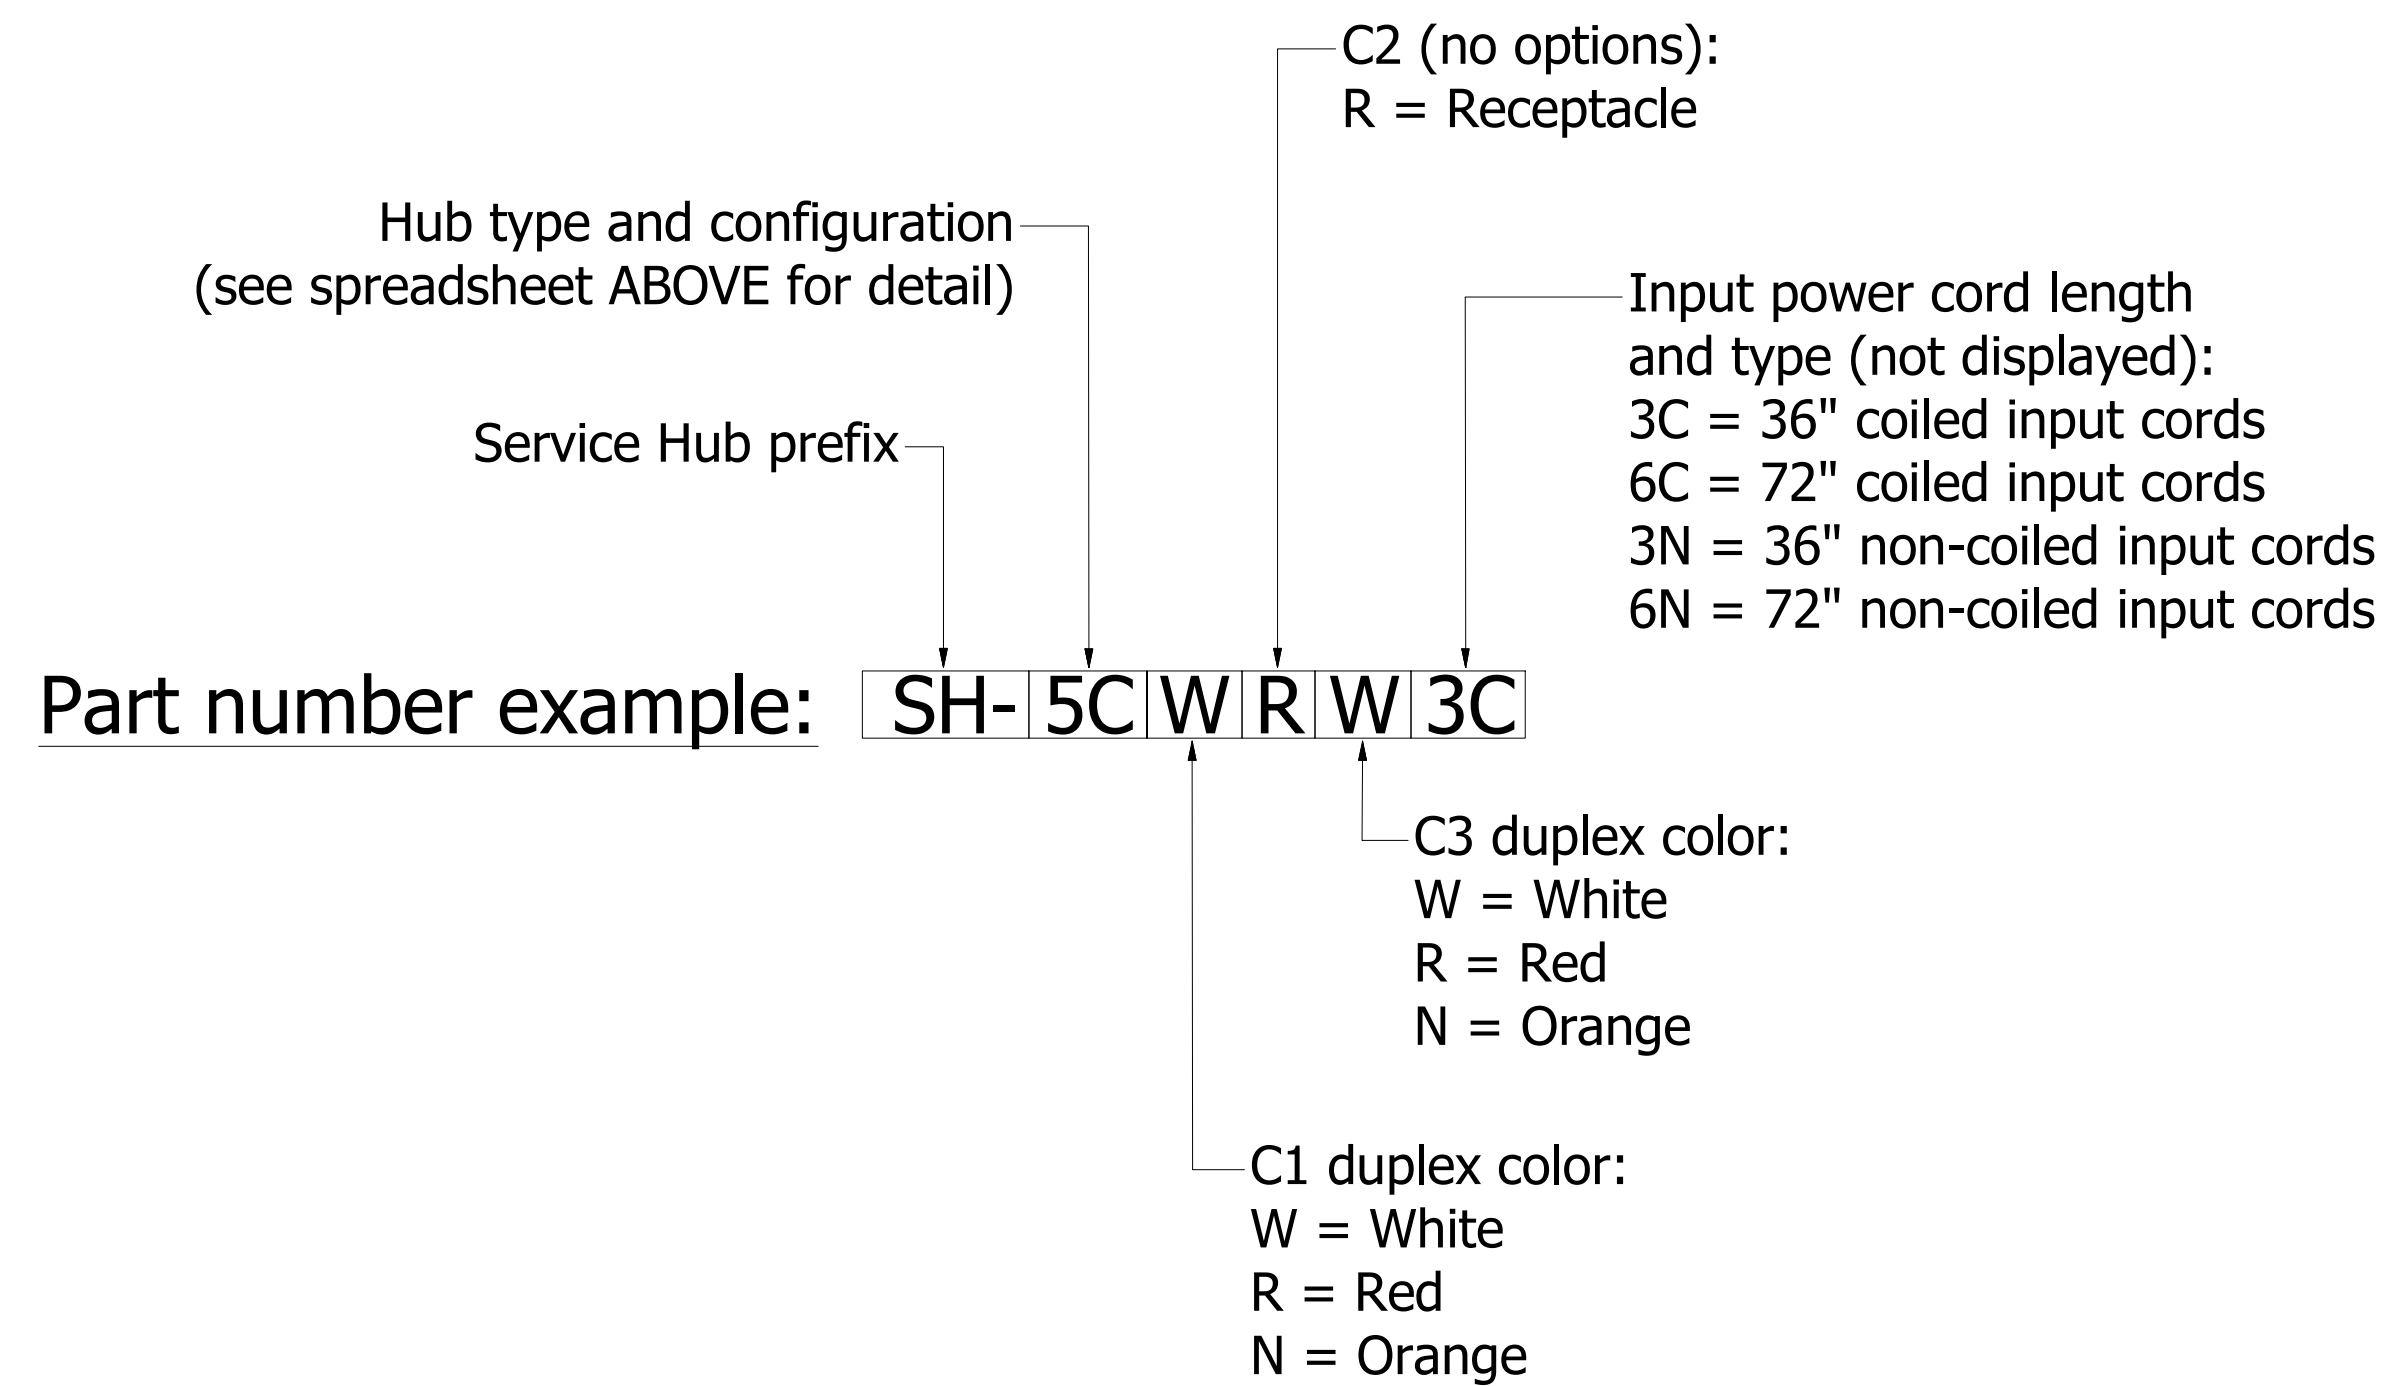 C2 (no options):
R = Receptacle
Hub type and configuration
(see spreadsheet ABOVE for detail)
Input power cord length
and type (not displayed):
3C = 36" coiled input cords
6C = 72" coiled input cords
3N = 36" non-coiled input cords
6N = 72" non-coiled input cords
Service Hub prefix
Part number example: SH- 5C W R W 3C
C3 duplex color:
W = White
R = Red
N = Orange
C1 duplex color:
W = White
R = Red
N = Orange